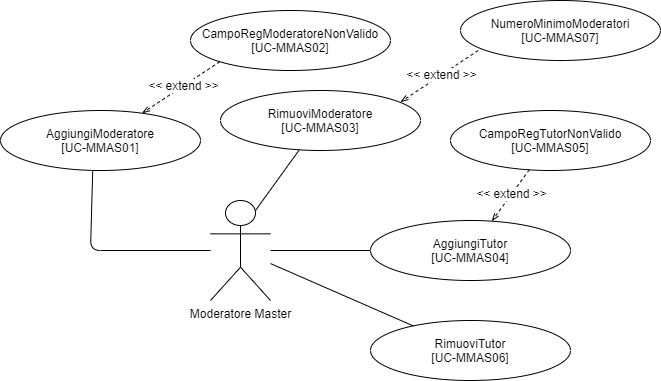 CampoRegModeratoreNonValido
[UC-MMAS02]
NumeroMinimoModeratori
[UC-MMAS07]
<< extend >>
<< extend >>
AggiungiModeratore
[UC-MMAS01]
RimuoviModeratore
[UC-MMAS03]
CampoRegTutorNonValido
[UC-MMAS05]
<< extend >>
AggiungiTutor
[UC-MMAS04]
Moderatore Master
RimuoviTutor
[UC-MMAS06]